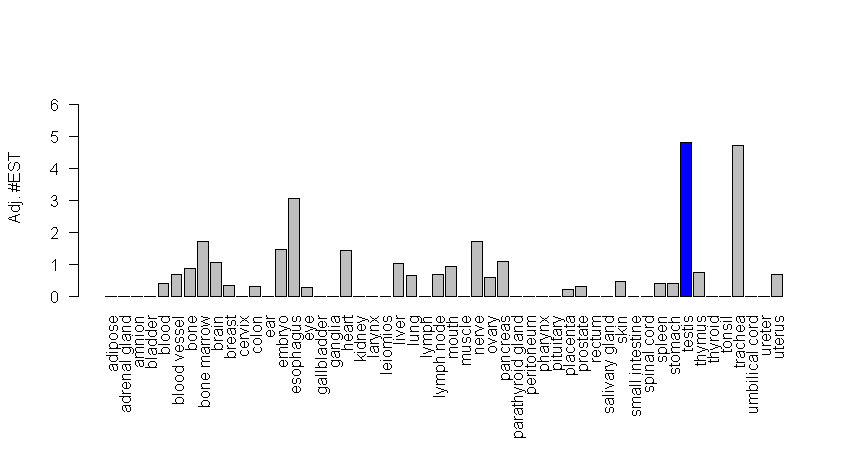 6
5
4
3
2
1
0
Adj. #EST
adipose
adrenal gland
amnion
bladder
blood
blood vessel
bone
bone marrow
brain
breast
cervix
colon
ear
embryo
esophagus
eye
gallbladder
ganglia
heart
kidney
larynx
leiomios
liver
lung
lymph
lymph node
mouth
muscle
nerve
ovary
pancreas
parathyroid gland
peritoneum
pharynx
pituitary
placenta
prostate
rectum
salivary gland
skin
small intestine
spinal cord
spleen
stomach
testis
thymus
thyroid
tonsil
trachea
umbilical cord
ureter
uterus